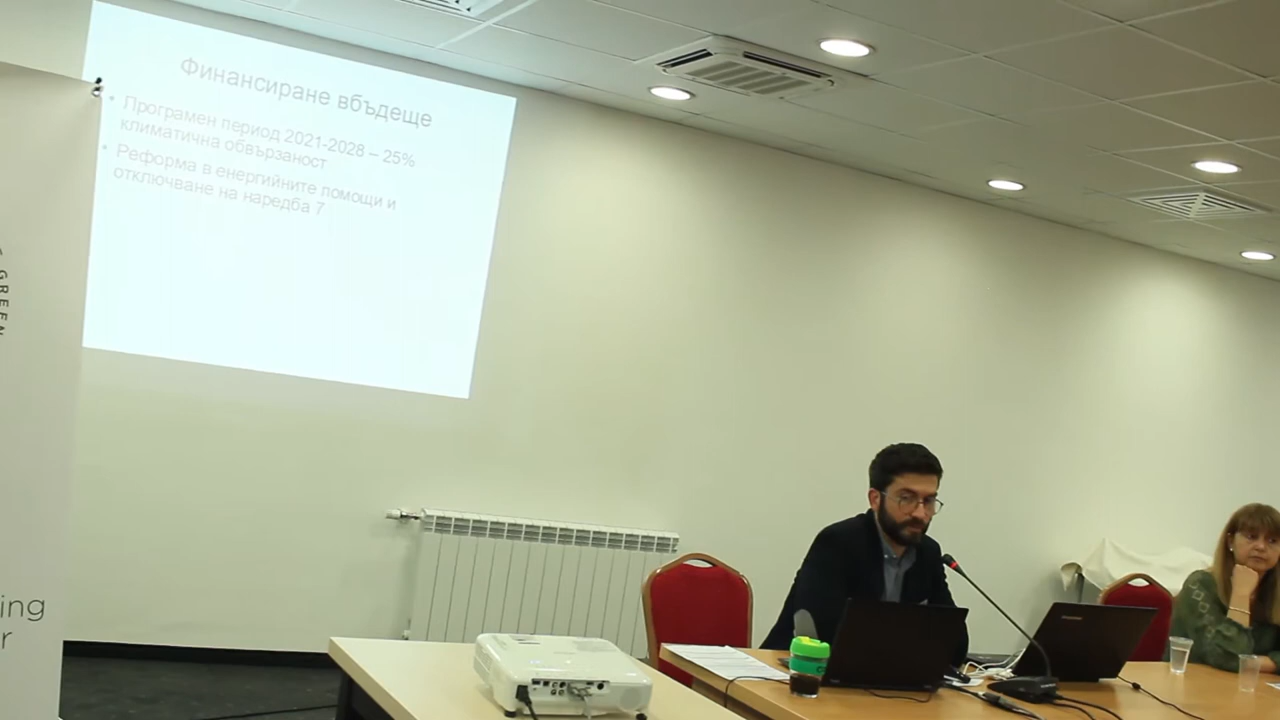 Финансиране вбъдеще
Програмен период 2021-2028 – 25%
климатична обвързаност
Реформа в енергийните помощи и
отключване на наредба 7
GREEN
ing
r